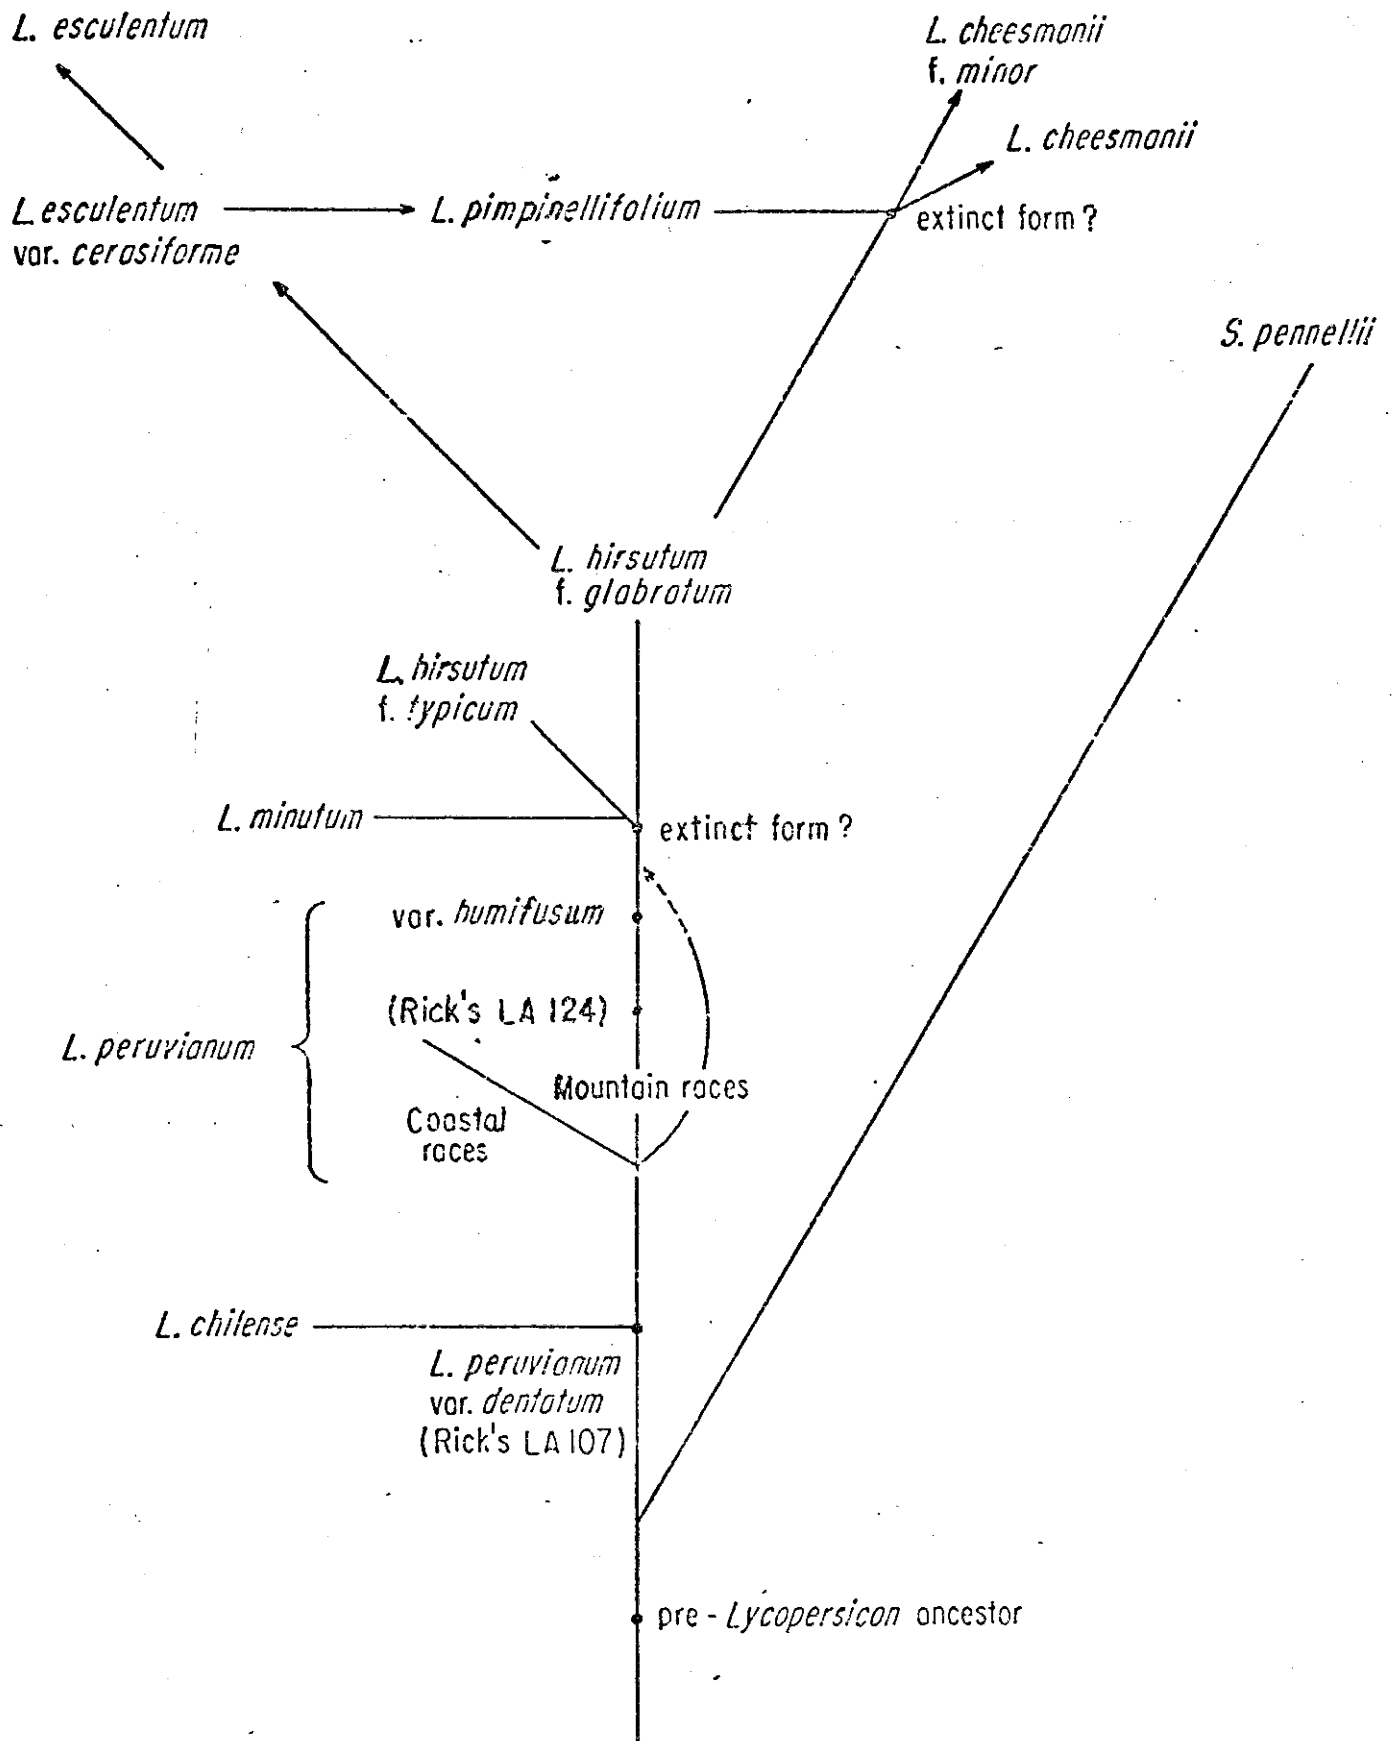 L. esculentum
L. cheesmanii
f. minor
L. cheesmanii
L. esculentum
var. cerasiforme
L. pimpinellifolium
extinct form ?
S. pennellii
L. hirsutum
f. glabratum
L. hirsutum
f. typicum
L. minutum
extinct form ?
var. humifusum
(Rick's LA 124)
L. peruvianum
Mountain races
Coastal
races
L. chilense
L. peruvianum
var. dentatum
(Rick's LA 107)
pre - Lycopersicon ancestor